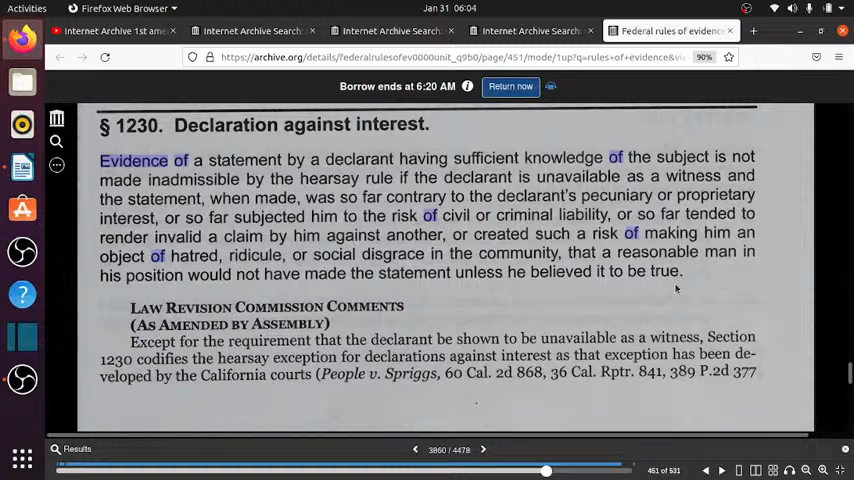 Activities
Firefox Web Browser
Jan 31 06:04
Internet Archive 1st ame
Internet Archive Search:
Internet Archive Search:
Internet Archive Search:
Federal rules of evidence
https://archive.org/details/federalrulesofev0000unit_q9b0/page/451/mode/1up?q=rules+of+evidence&vi
90%
Borrow ends at 6:20 AM
Return now
§ 1230. Declaration against interest.
Evidence of a statement by a declarant having sufficient knowledge of the subject is not
made inadmissible by the hearsay rule if the declarant is unavailable as a witness and
the statement, when made, was so far contrary to the declarant's pecuniary or proprietary
interest, or so far subjected him to the risk of civil or criminal liability, or so far tended to
render invalid a claim by him against another, or created such a risk of making him an
object of hatred, ridicule, or social disgrace in the community, that a reasonable man in
his position would not have made the statement unless he believed it to be true.
LAW REVISION COMMISSION COMMENTS
(AS AMENDED BY ASSEMBLY)
Except for the requirement that the declarant be shown to be unavailable as a witness, Section
1230 codifies the hearsay exception for declarations against interest as that exception has been de-
veloped by the California courts (People v. Spriggs, 60 Cal. 2d 868, 36 Cal. Rptr. 841, 389 P.2d 377
Results
3860 / 4478
451 of 531